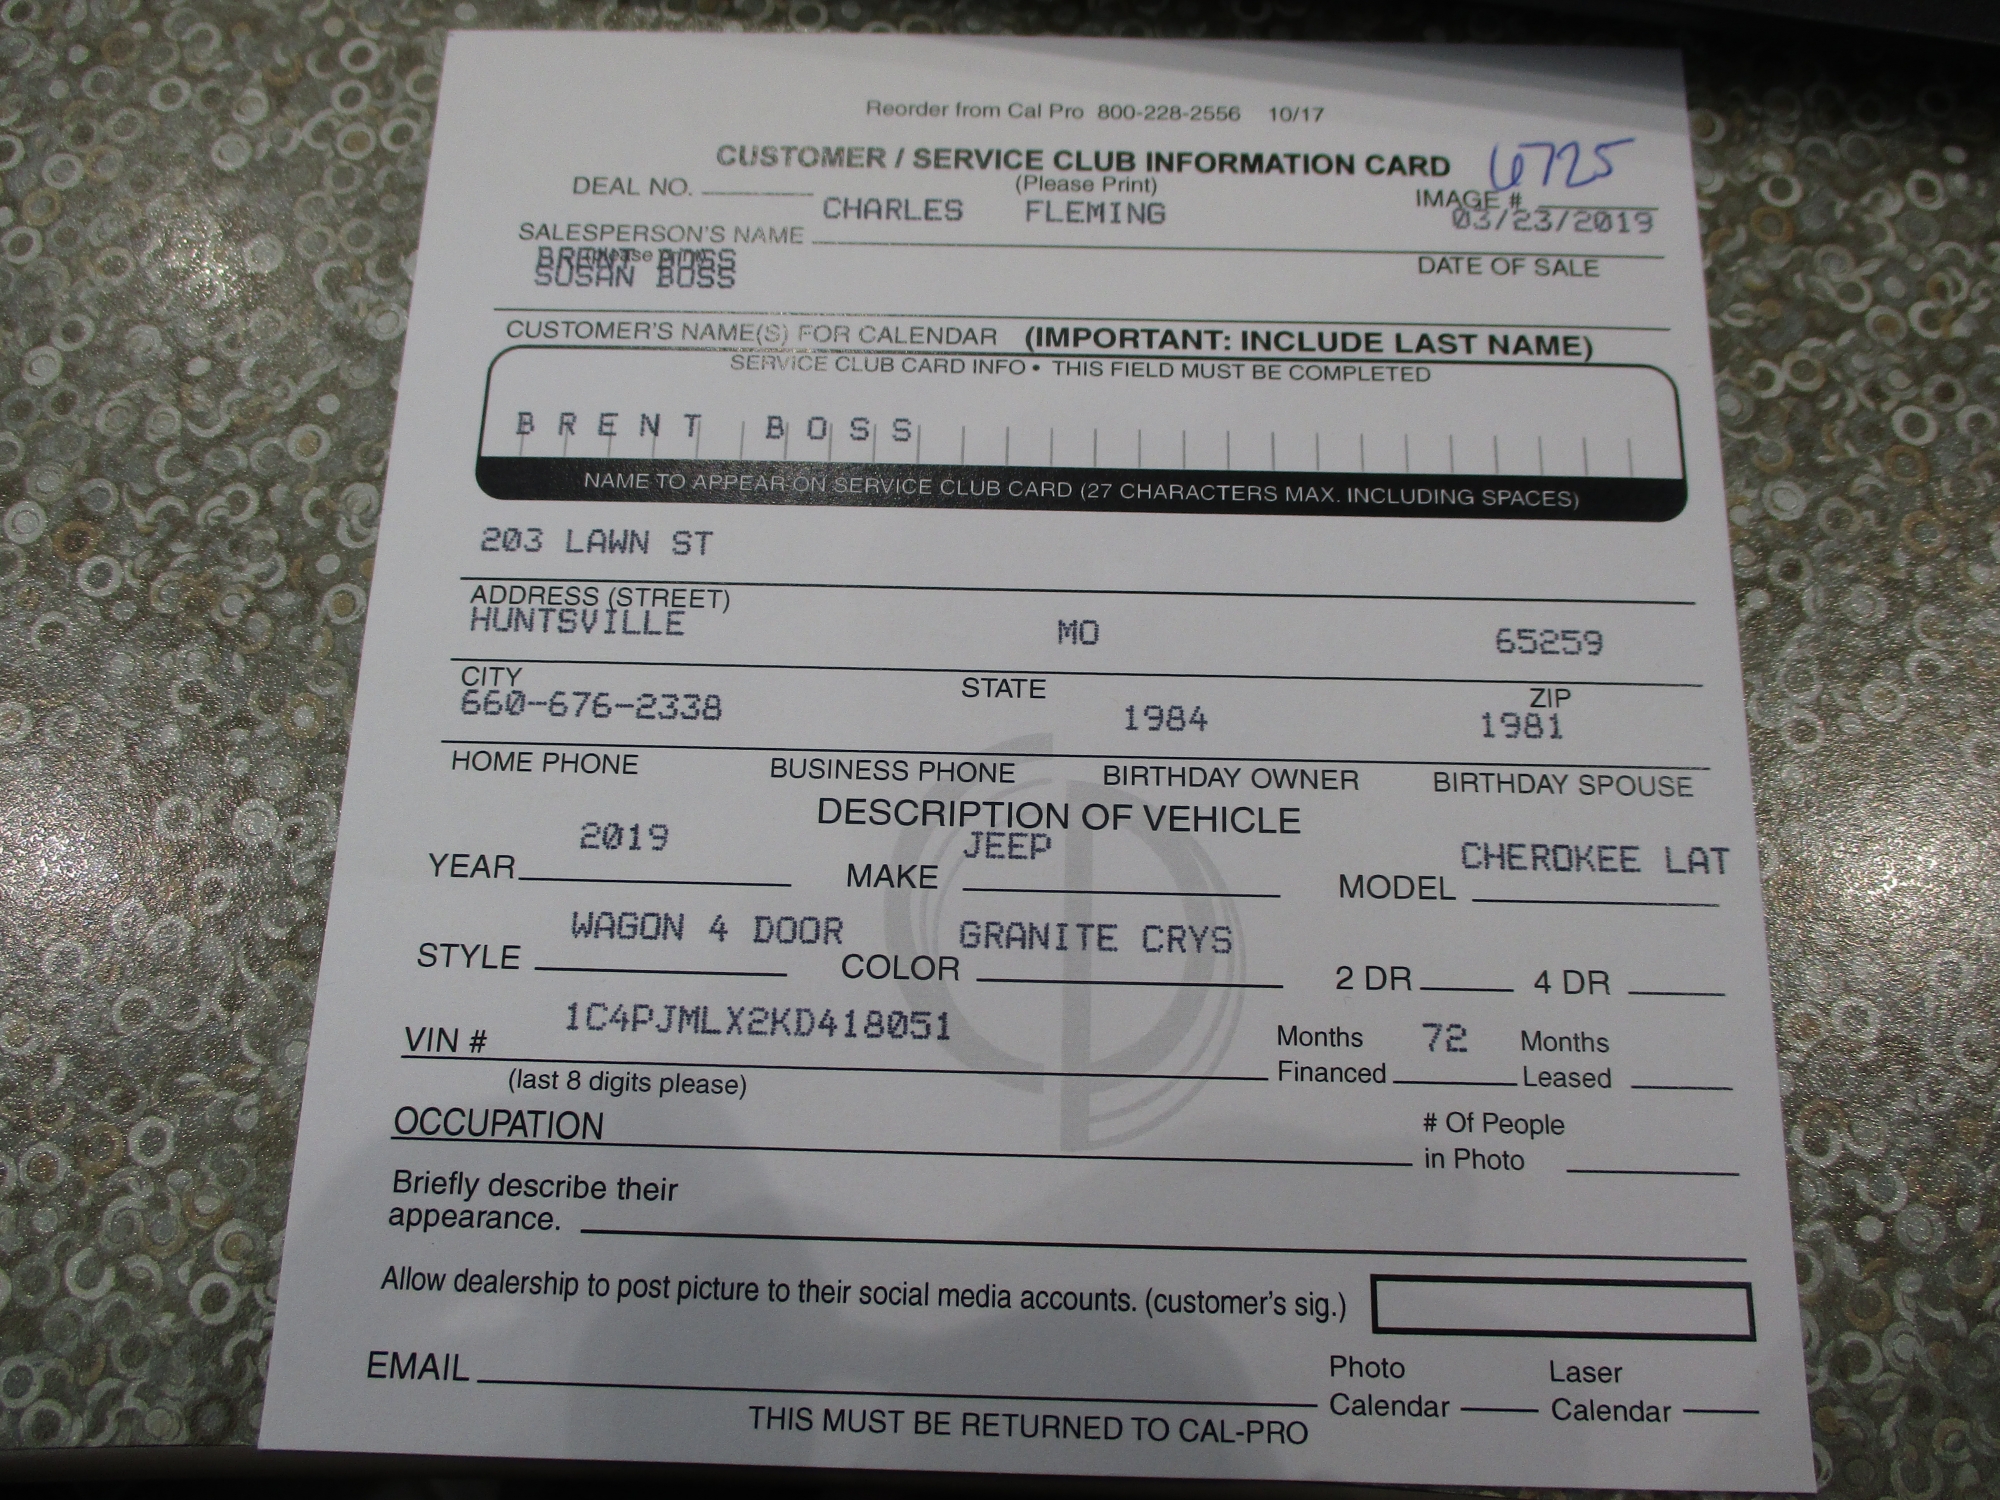 Reorder from Cal Pro 800-228-2556 10/17
CUSTOMER / SERVICE CLUB INFORMATION CARD 6725
DEAL NO. (Please Print) IMAGE #
CHARLES FLEMING 03/23/2019
SALESPERSON'S NAME
(please print) DATE OF SALE
BRENT BOSS
SUSAN BOSS
CUSTOMER'S NAME(S) FOR CALENDAR (IMPORTANT: INCLUDE LAST NAME)
SERVICE CLUB CARD INFO • THIS FIELD MUST BE COMPLETED
BRENT BOSS
NAME TO APPEAR ON SERVICE CLUB CARD (27 CHARACTERS MAX. INCLUDING SPACES)
203 LAWN ST
ADDRESS (STREET)
HUNTSVILLE MO 65259
CITY STATE ZIP
660-676-2338 1984 1981
HOME PHONE BUSINESS PHONE BIRTHDAY OWNER BIRTHDAY SPOUSE
DESCRIPTION OF VEHICLE
2019 JEEP CHEROKEE LAT
YEAR MAKE MODEL
WAGON 4 DOOR GRANITE CRYS
STYLE COLOR 2 DR 4 DR
1C4PJMLX2KD418051 Months 72 Months
VIN # Financed Leased
(last 8 digits please)
OCCUPATION # Of People
in Photo
Briefly describe their
appearance.
Allow dealership to post picture to their social media accounts. (customer's sig.)
EMAIL Photo Laser
Calendar Calendar
THIS MUST BE RETURNED TO CAL-PRO